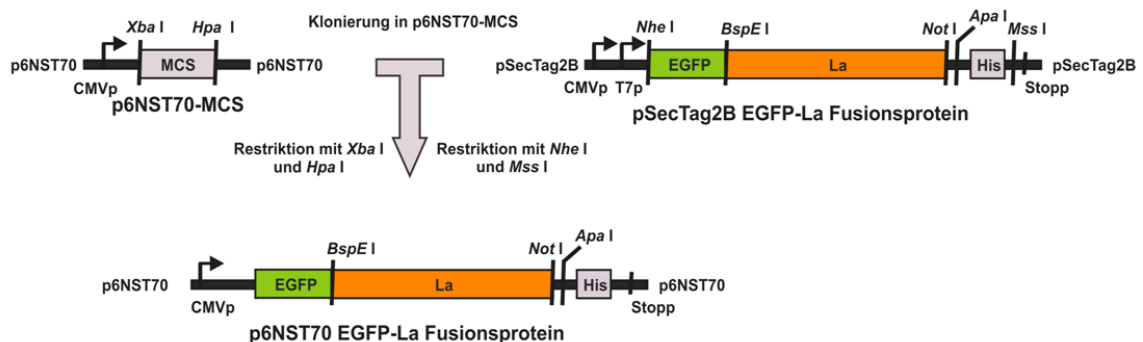 Xba I
Hpa I
p6NST70
MCS
p6NST70
CMVp
p6NST70-MCS
Klonierung in p6NST70-MCS
Restriktion mit Xba I
und Hpa I
Restriktion mit Nhe I
und Mss I
Nhe I
BspE I
Not I
Apa I
Mss I
pSecTag2B
EGFP
La
His
pSecTag2B
CMVp
T7p
Stopp
pSecTag2B EGFP-La Fusionsprotein
BspE I
Not I
Apa I
p6NST70
EGFP
La
His
p6NST70
CMVp
Stopp
p6NST70 EGFP-La Fusionsprotein